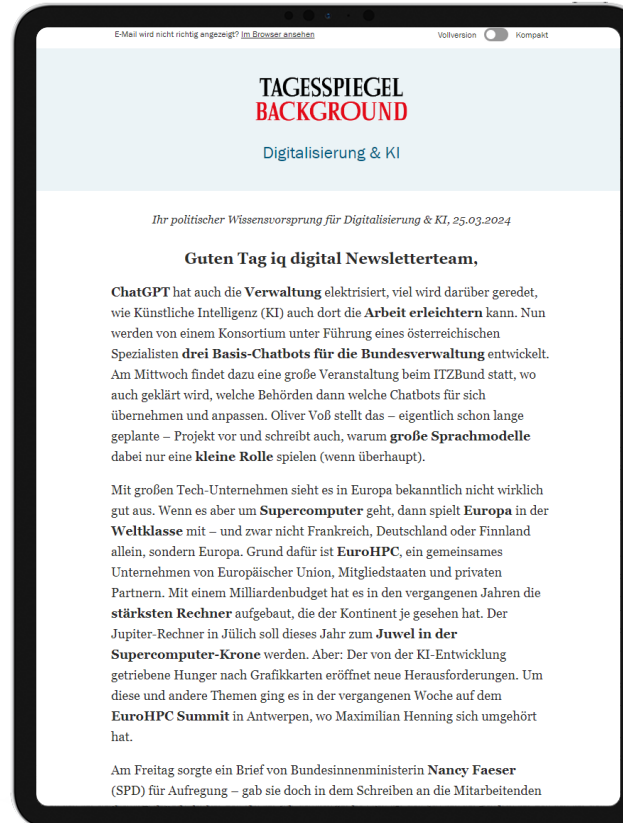 E-Mail wird nicht richtig angezeigt? Im Browser ansehen
Vollversion Kompakt
TAGESSPIEGEL
BACKGROUND
Digitalisierung & KI
Ihr politischer Wissensvorsprung für Digitalisierung & KI, 25.03.2024
Guten Tag iq digital Newsletterteam,
ChatGPT hat auch die Verwaltung elektrisiert, viel wird darüber geredet,
wie Künstliche Intelligenz (KI) auch dort die Arbeit erleichtern kann. Nun
werden von einem Konsortium unter Führung eines österreichischen
Spezialisten drei Basis-Chatbots für die Bundesverwaltung entwickelt.
Am Mittwoch findet dazu eine große Veranstaltung beim ITZBund statt, wo
auch geklärt wird, welche Behörden dann welche Chatbots für sich
übernehmen und anpassen. Oliver Voß stellt das – eigentlich schon lange
geplante – Projekt vor und schreibt auch, warum große Sprachmodelle
dabei nur eine kleine Rolle spielen (wenn überhaupt).
Mit großen Tech-Unternehmen sieht es in Europa bekanntlich nicht wirklich
gut aus. Wenn es aber um Supercomputer geht, dann spielt Europa in der
Weltklasse mit – und zwar nicht Frankreich, Deutschland oder Finnland
allein, sondern Europa. Grund dafür ist EuroHPC, ein gemeinsames
Unternehmen von Europäischer Union, Mitgliedstaaten und privaten
Partnern. Mit einem Milliardenbudget hat es in den vergangenen Jahren die
stärksten Rechner aufgebaut, die der Kontinent je gesehen hat. Der
Jupiter-Rechner in Jülich soll dieses Jahr zum Juwel in der
Supercomputer-Krone werden. Aber: Der von der KI-Entwicklung
getriebene Hunger nach Grafikkarten eröffnet neue Herausforderungen. Um
diese und andere Themen ging es in der vergangenen Woche auf dem
EuroHPC Summit in Antwerpen, wo Maximilian Henning sich umgehört
hat.
Am Freitag sorgte ein Brief von Bundesinnenministerin Nancy Faeser
(SPD) für Aufregung – gab sie doch in dem Schreiben an die Mitarbeitenden